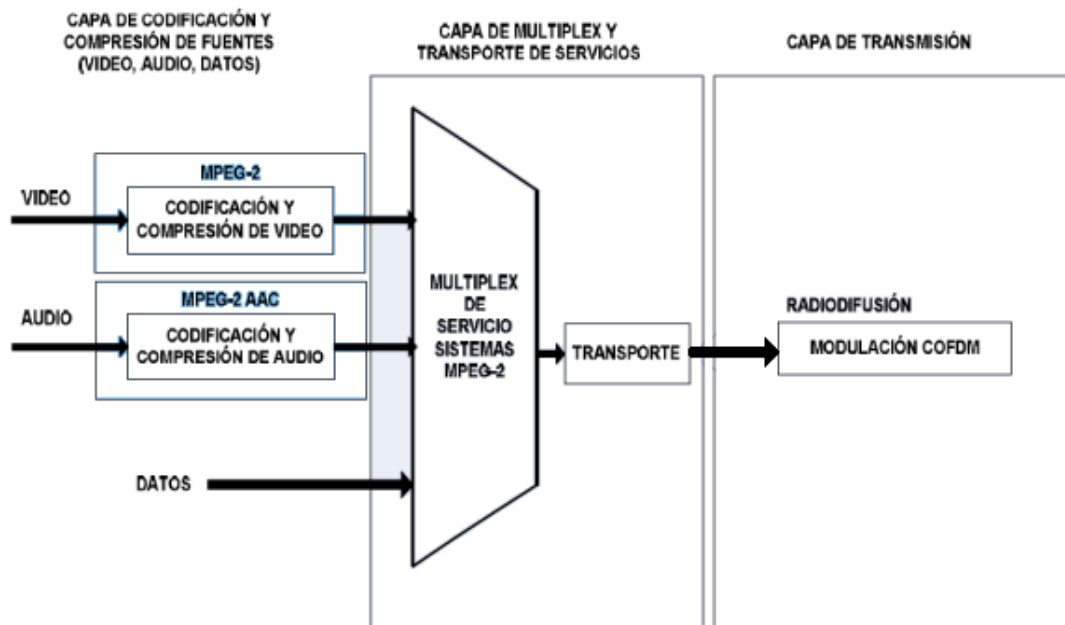 CAPA DE CODIFICACIÓN Y
COMPRESIÓN DE FUENTES
(VIDEO, AUDIO, DATOS)
CAPA DE MULTIPLEX Y
TRANSPORTE DE SERVICIOS
CAPA DE TRANSMISIÓN
MPEG-2
VIDEO
CODIFICACIÓN Y
COMPRESIÓN DE VIDEO
MPEG-2 AAC
AUDIO
CODIFICACIÓN Y
COMPRESIÓN DE AUDIO
DATOS
MULTIPLEX
DE
SERVICIO
SISTEMAS
MPEG-2
TRANSPORTE
RADIODIFUSIÓN
MODULACIÓN COFDM